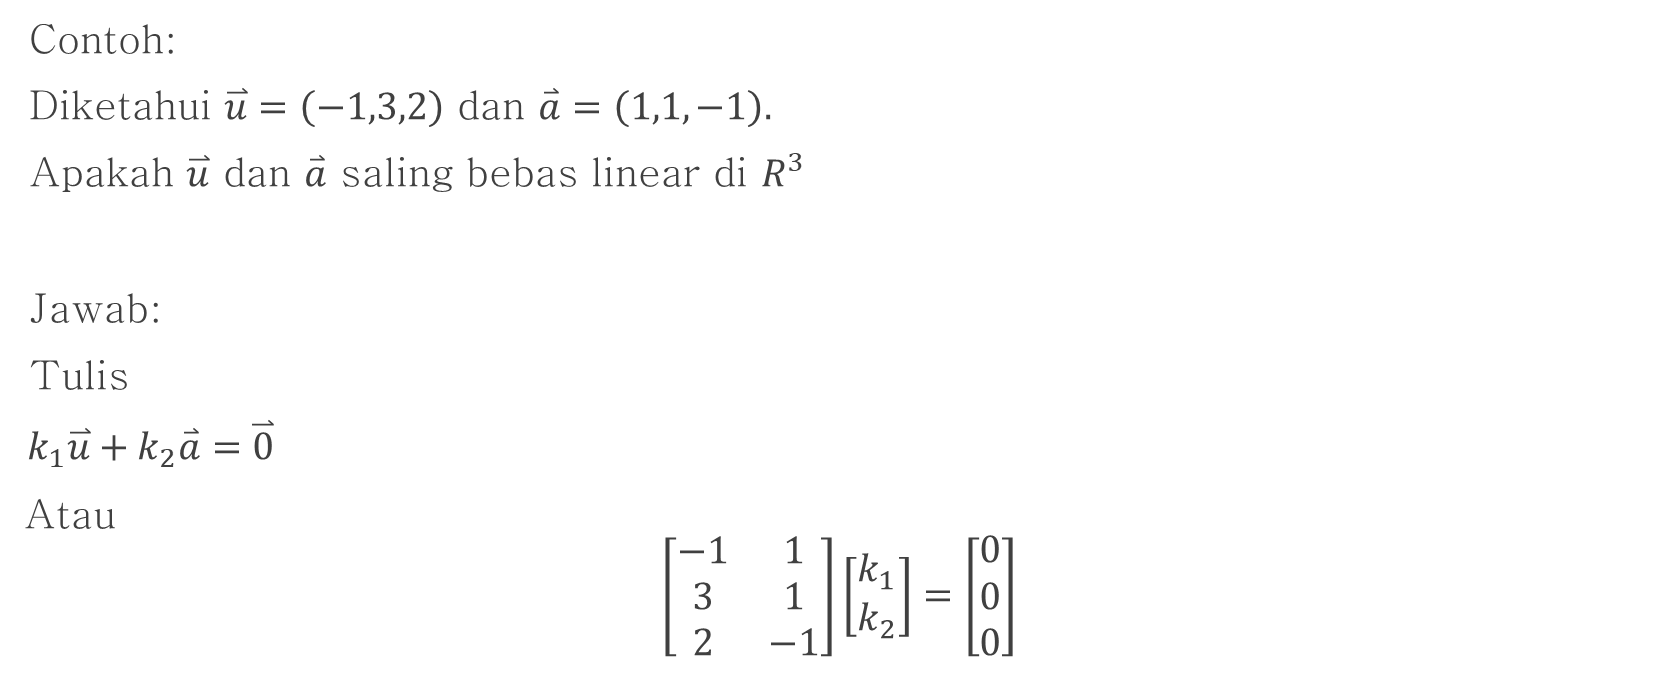 Contoh:
Diketahui u⃗ = (−1,3,2) dan a⃗ = (1,1,−1).
Apakah u⃗ dan a⃗ saling bebas linear di R³
Jawab:
Tulis
k₁u⃗ + k₂a⃗ = 0⃗
Atau
[−1 1; 3 1; 2 −1] [k₁; k₂] = [0; 0; 0]